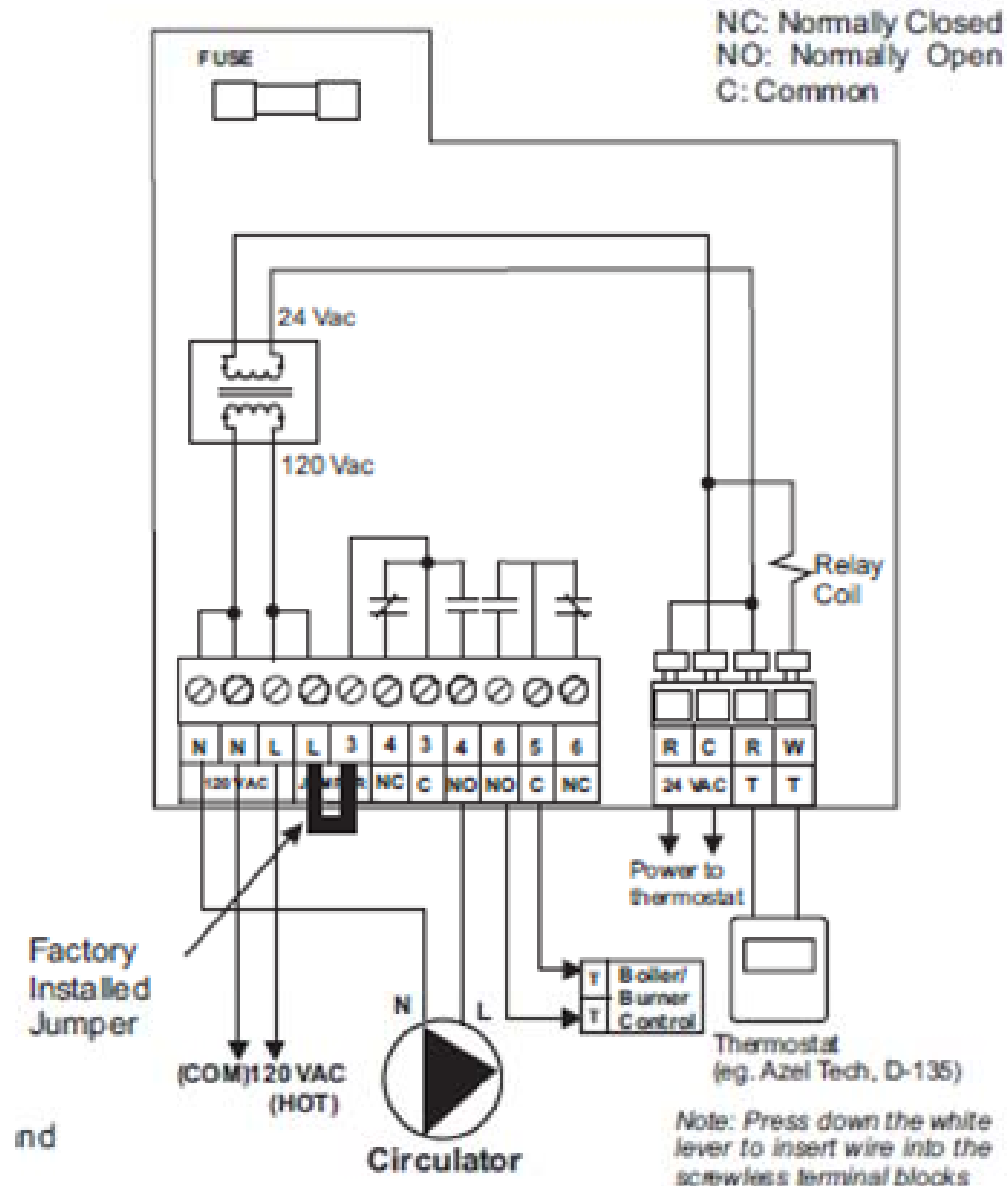 NC: Normally Closed
NO: Normally Open
C: Common
FUSE
24 Vac
120 Vac
Relay
Coil
N N L L 3 4 3 4 6 5 6
120 VAC NC C NO NO C NC
R C R W
24 VAC T T
Power to
thermostat
Factory
Installed
Jumper
N L
T Boiler/
Burner
T Control
(COM)120 VAC
(HOT)
Thermostat
(eg. Azel Tech, D-135)
Circulator
nd
Note: Press down the white
lever to insert wire into the
screwless terminal blocks